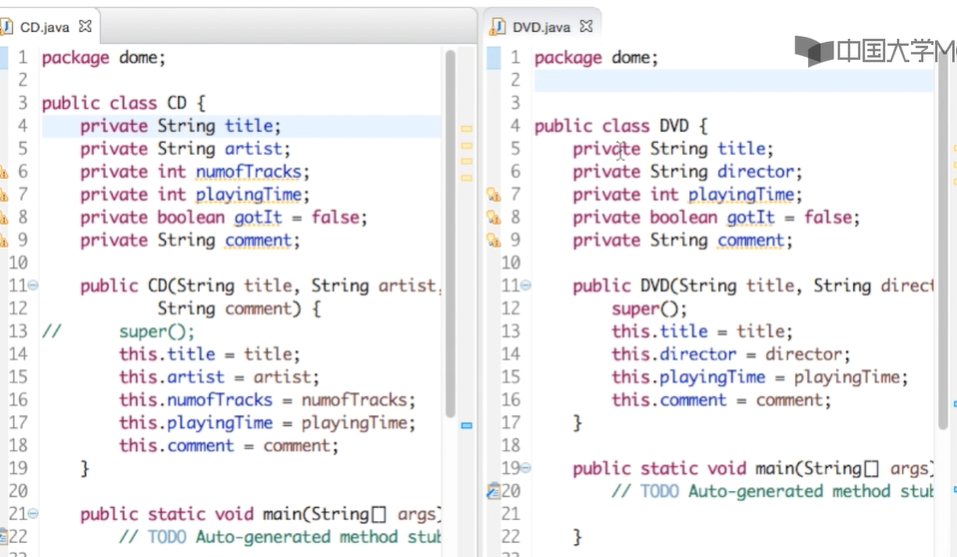 CD.java
1 package dome;
2
3 public class CD {
4 private String title;
5 private String artist;
6 private int numofTracks;
7 private int playingTime;
8 private boolean gotIt = false;
9 private String comment;
10
11 public CD(String title, String artist,
12 String comment) {
13 // super();
14 this.title = title;
15 this.artist = artist;
16 this.numofTracks = numofTracks;
17 this.playingTime = playingTime;
18 this.comment = comment;
19 }
20
21 public static void main(String[] args)
22 // TODO Auto-generated method stub
DVD.java
中国大学M
1 package dome;
2
3
4 public class DVD {
5 private String title;
6 private String director;
7 private int playingTime;
8 private boolean gotIt = false;
9 private String comment;
10
11 public DVD(String title, String direct
12 super();
13 this.title = title;
14 this.director = director;
15 this.playingTime = playingTime;
16 this.comment = comment;
17 }
18
19 public static void main(String[] args)
20 // TODO Auto-generated method stub
21
22 }